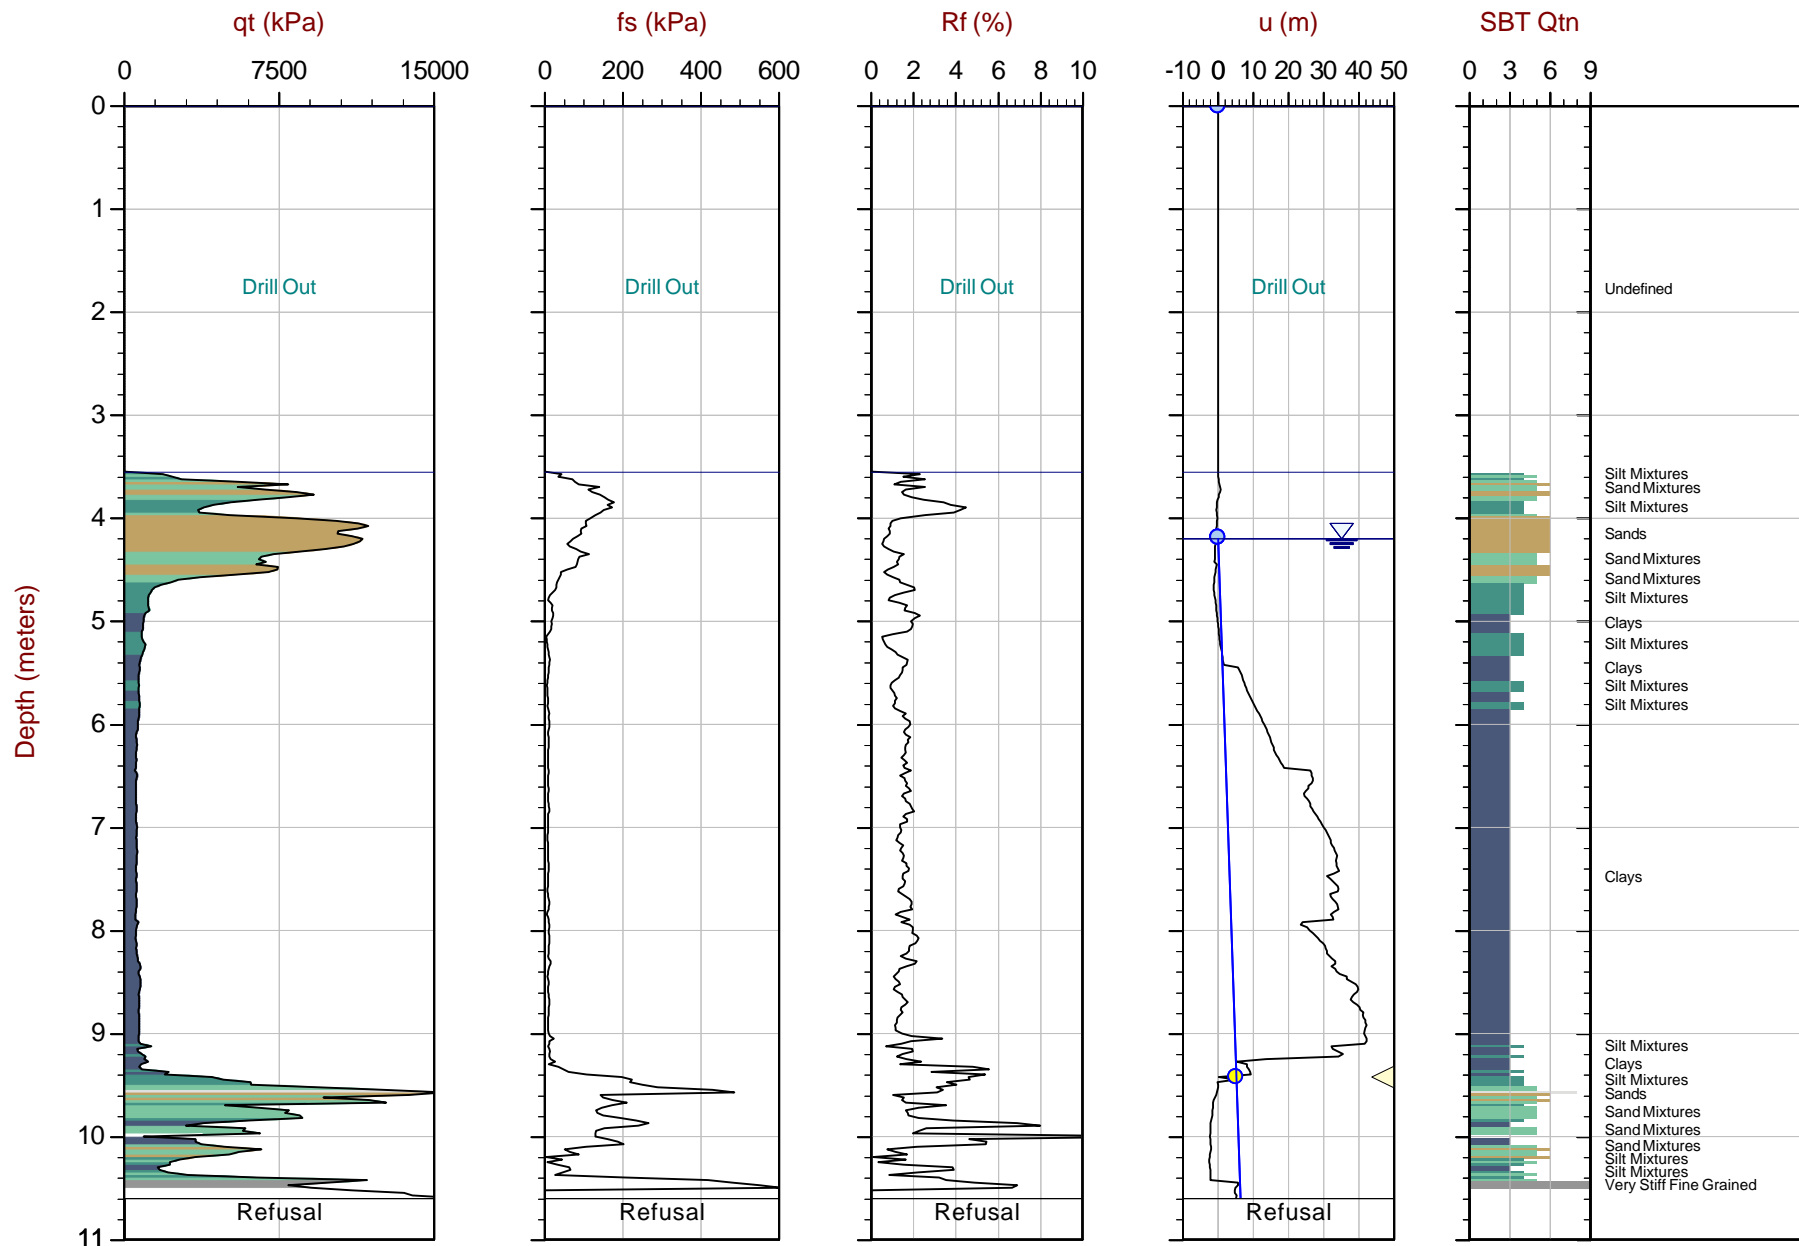 qt (kPa) fs (kPa) Rf (%) u (m) SBT Qtn
0 7500 15000 0 200 400 600 0 2 4 6 8 10 -10 0 10 20 30 40 50 0 3 6 9
0
1
Drill Out Drill Out Drill Out Drill Out Undefined
2
3
Silt Mixtures
Sand Mixtures
Silt Mixtures
4
Sands
Sand Mixtures
Sand Mixtures
Silt Mixtures
5
Clays
Silt Mixtures
Clays
Silt Mixtures
Silt Mixtures
6
Depth (meters)
7
Clays
8
9
Silt Mixtures
Clays
Silt Mixtures
Sands
Sand Mixtures
Sand Mixtures
10
Sand Mixtures
Silt Mixtures
Silt Mixtures
Very Stiff Fine Grained
Refusal Refusal Refusal Refusal
11